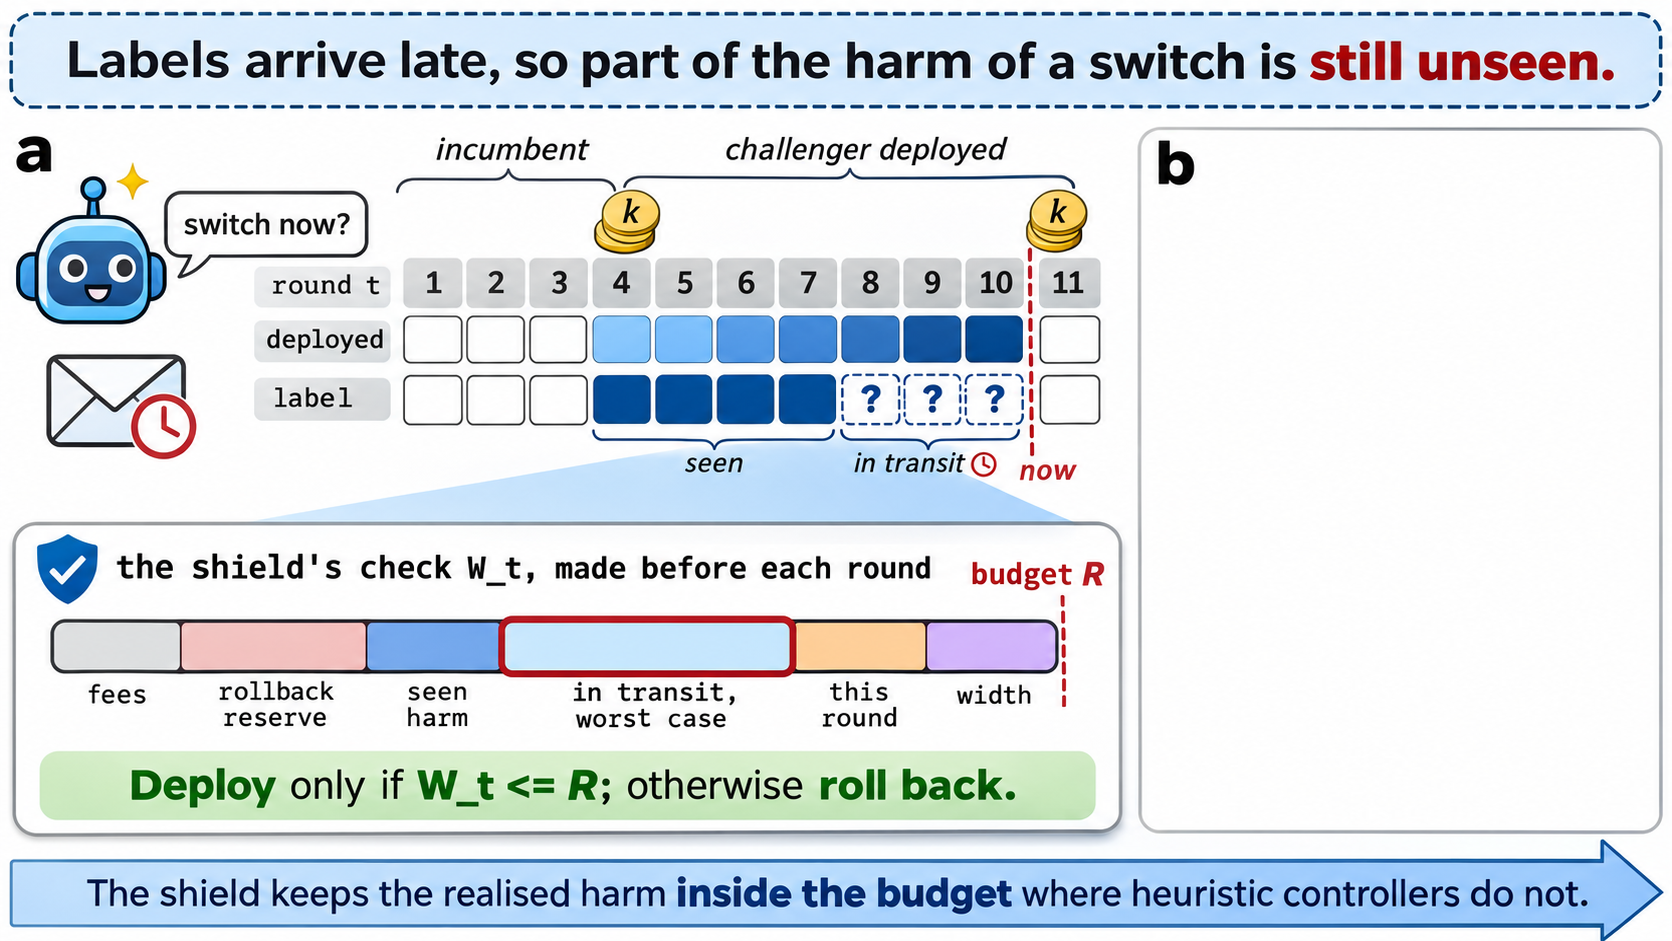 Labels arrive late, so part of the harm of a switch is still unseen.
a
incumbent
challenger deployed
b
switch now?
k
k
round t 1 2 3 4 5 6 7 8 9 10 11
deployed
label ? ? ?
seen
in transit
now
the shield's check W_t, made before each round
budget R
fees
rollback
reserve
seen
harm
in transit,
worst case
this
round
width
Deploy only if W_t <= R; otherwise roll back.
The shield keeps the realised harm inside the budget where heuristic controllers do not.